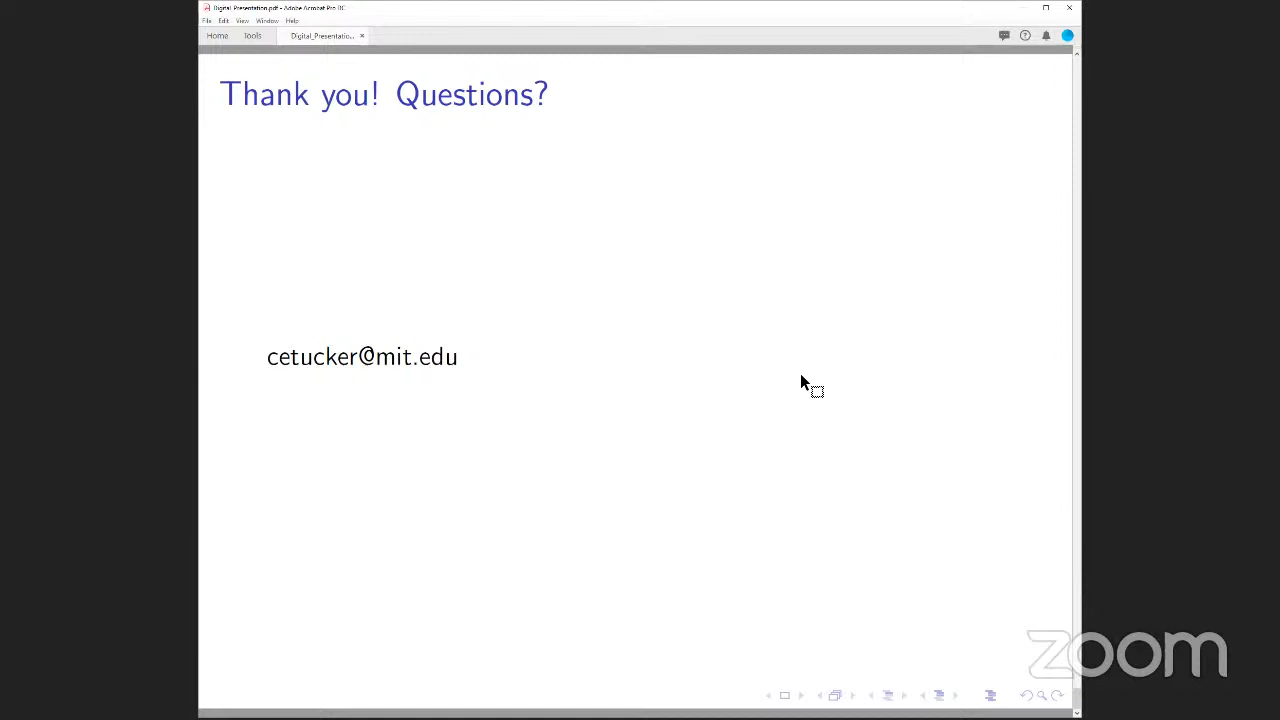 Digital_Presentation.pdf - Adobe Acrobat Pro DC
File Edit View Window Help
Home Tools Digital_Presentatio... ×
Thank you! Questions?
cetucker@mit.edu
zoom